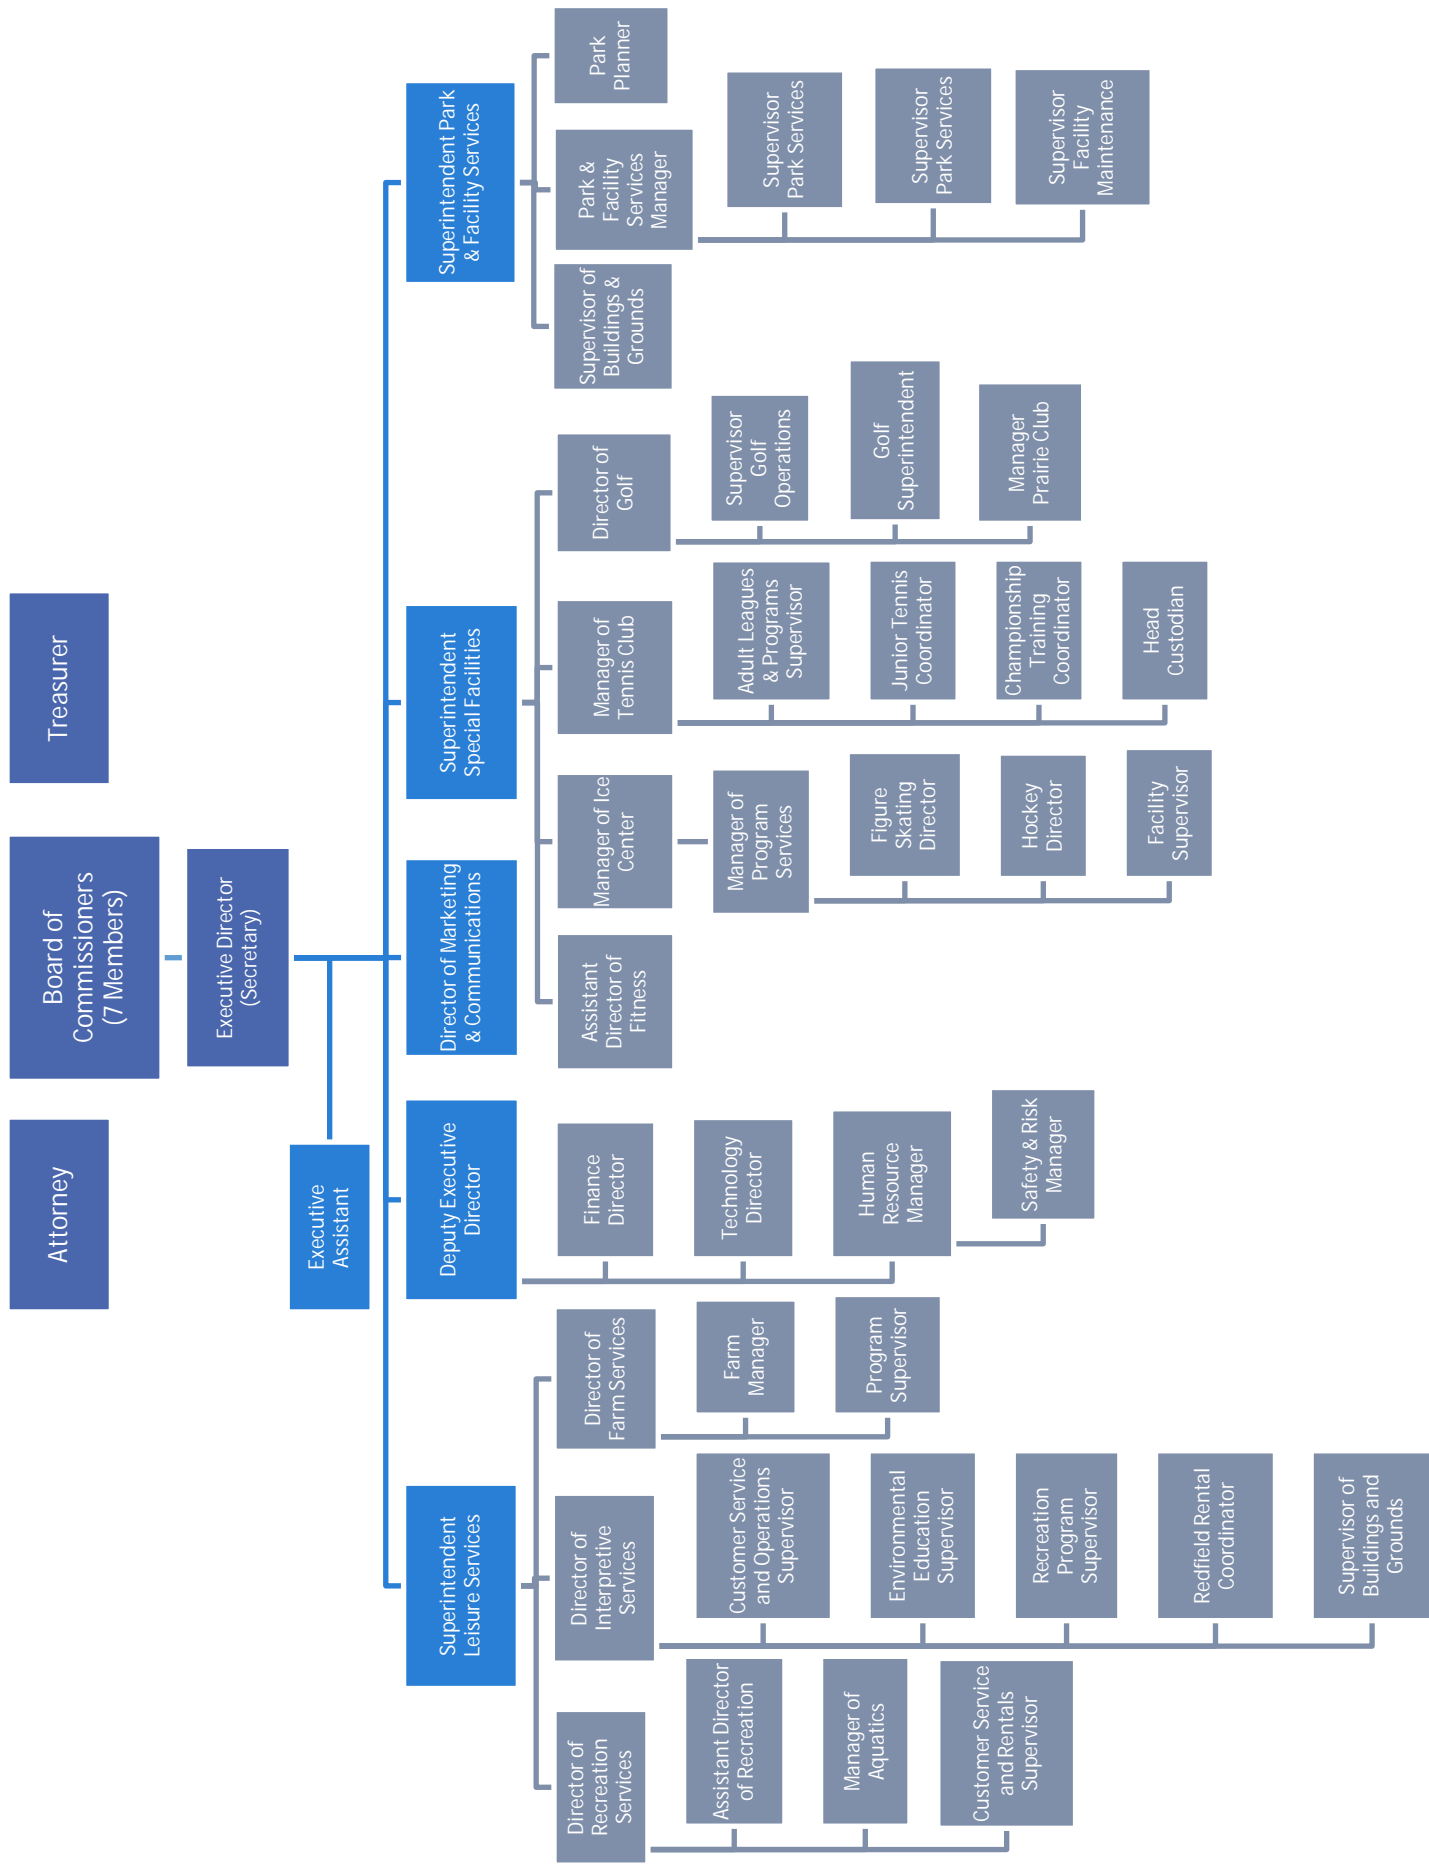 Attorney
Board of
Commissioners
(7 Members)
Treasurer
Executive Director
(Secretary)
Executive
Assistant
Superintendent
Leisure Services
Deputy Executive
Director
Director of Marketing
& Communications
Superintendent
Special Facilities
Superintendent Park
& Facility Services
Director of
Recreation
Services
Assistant Director
of Recreation
Manager of
Aquatics
Customer Service
and Rentals
Supervisor
Director of
Interpretive
Services
Customer Service
and Operations
Supervisor
Environmental
Education
Supervisor
Recreation
Program
Supervisor
Redfield Rental
Coordinator
Supervisor of
Buildings and
Grounds
Director of
Farm Services
Farm
Manager
Program
Supervisor
Finance
Director
Technology
Director
Human
Resource
Manager
Safety & Risk
Manager
Assistant
Director of
Fitness
Manager of Ice
Center
Manager of
Program
Services
Figure
Skating
Director
Hockey
Director
Facility
Supervisor
Manager of
Tennis Club
Adult Leagues
& Programs
Supervisor
Junior Tennis
Coordinator
Championship
Training
Coordinator
Head
Custodian
Director of
Golf
Supervisor
Golf
Operations
Golf
Superintendent
Manager
Prairie Club
Supervisor of
Buildings &
Grounds
Park &
Facility
Services
Manager
Supervisor
Park Services
Supervisor
Park Services
Supervisor
Facility
Maintenance
Park
Planner